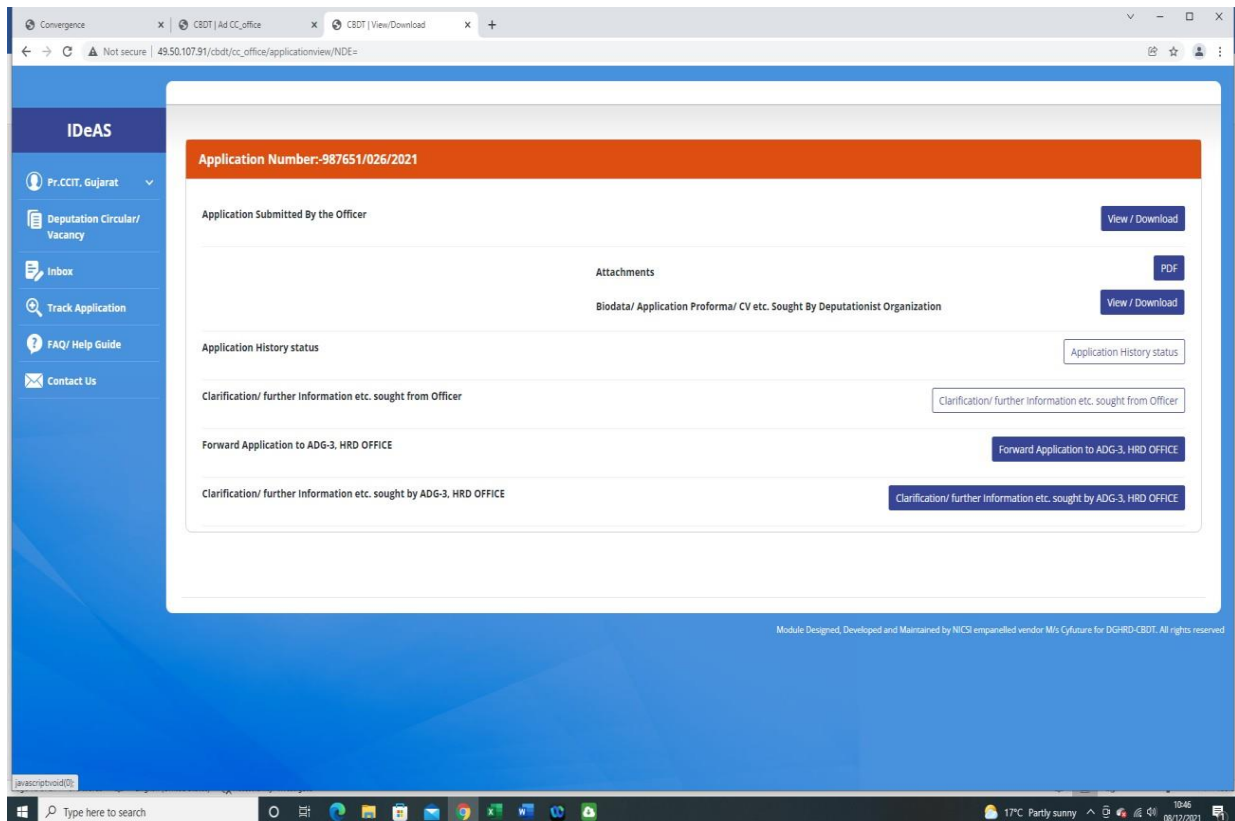 Convergence
CBDT | Ad CC_office
CBDT | View/Download
Not secure | 49.50.107.91/cbdt/cc_office/applicationview/NDE=
IDeAS
Pr.CCIT, Gujarat
Deputation Circular/
Vacancy
Inbox
Track Application
FAQ/ Help Guide
Contact Us
Application Number:-987651/026/2021
Application Submitted By the Officer
View / Download
Attachments
PDF
Biodata/ Application Proforma/ CV etc. Sought By Deputationist Organization
View / Download
Application History status
Application History status
Clarification/ further Information etc. sought from Officer
Clarification/ further Information etc. sought from Officer
Forward Application to ADG-3, HRD OFFICE
Forward Application to ADG-3, HRD OFFICE
Clarification/ further Information etc. sought by ADG-3, HRD OFFICE
Clarification/ further Information etc. sought by ADG-3, HRD OFFICE
Module Designed, Developed and Maintained by NICSI empanelled vendor M/s Cyfuture for DGHRD-CBDT. All rights reserved
javascript:void(0);
Type here to search
17°C Partly sunny
10:46
08/12/2021